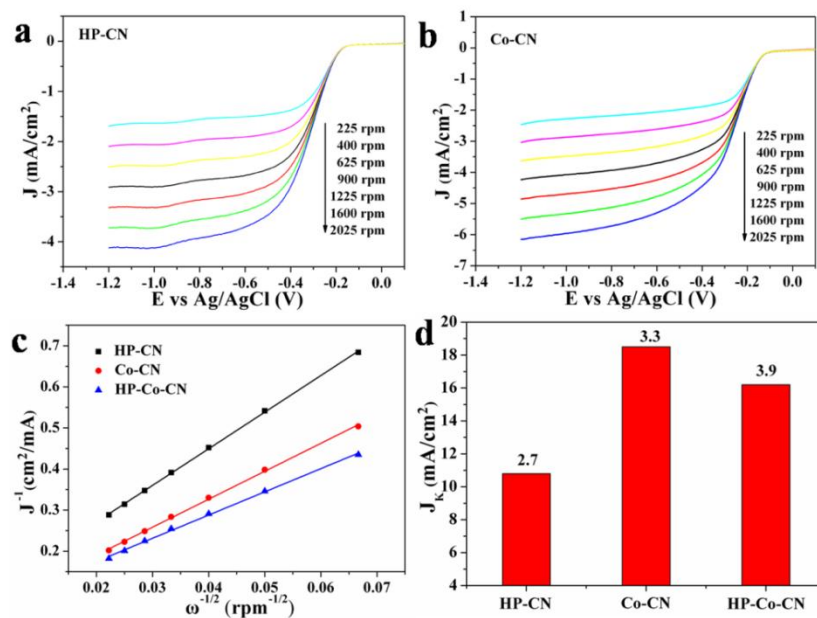 a
HP-CN
J (mA/cm²)
0
-1
-2
-3
-4
225 rpm
400 rpm
625 rpm
900 rpm
1225 rpm
1600 rpm
2025 rpm
-1.4 -1.2 -1.0 -0.8 -0.6 -0.4 -0.2 0.0
E vs Ag/AgCl (V)
b
Co-CN
J (mA/cm²)
1
0
-1
-2
-3
-4
-5
-6
-7
225 rpm
400 rpm
625 rpm
900 rpm
1225 rpm
1600 rpm
2025 rpm
-1.4 -1.2 -1.0 -0.8 -0.6 -0.4 -0.2 0.0
E vs Ag/AgCl (V)
c
HP-CN
Co-CN
HP-Co-CN
J⁻¹(cm²/mA)
0.7
0.6
0.5
0.4
0.3
0.2
0.02 0.03 0.04 0.05 0.06 0.07
ω⁻¹/² (rpm⁻¹/²)
d
J_K (mA/cm²)
20
18
16
14
12
10
8
6
4
2.7
3.3
3.9
HP-CN Co-CN HP-Co-CN